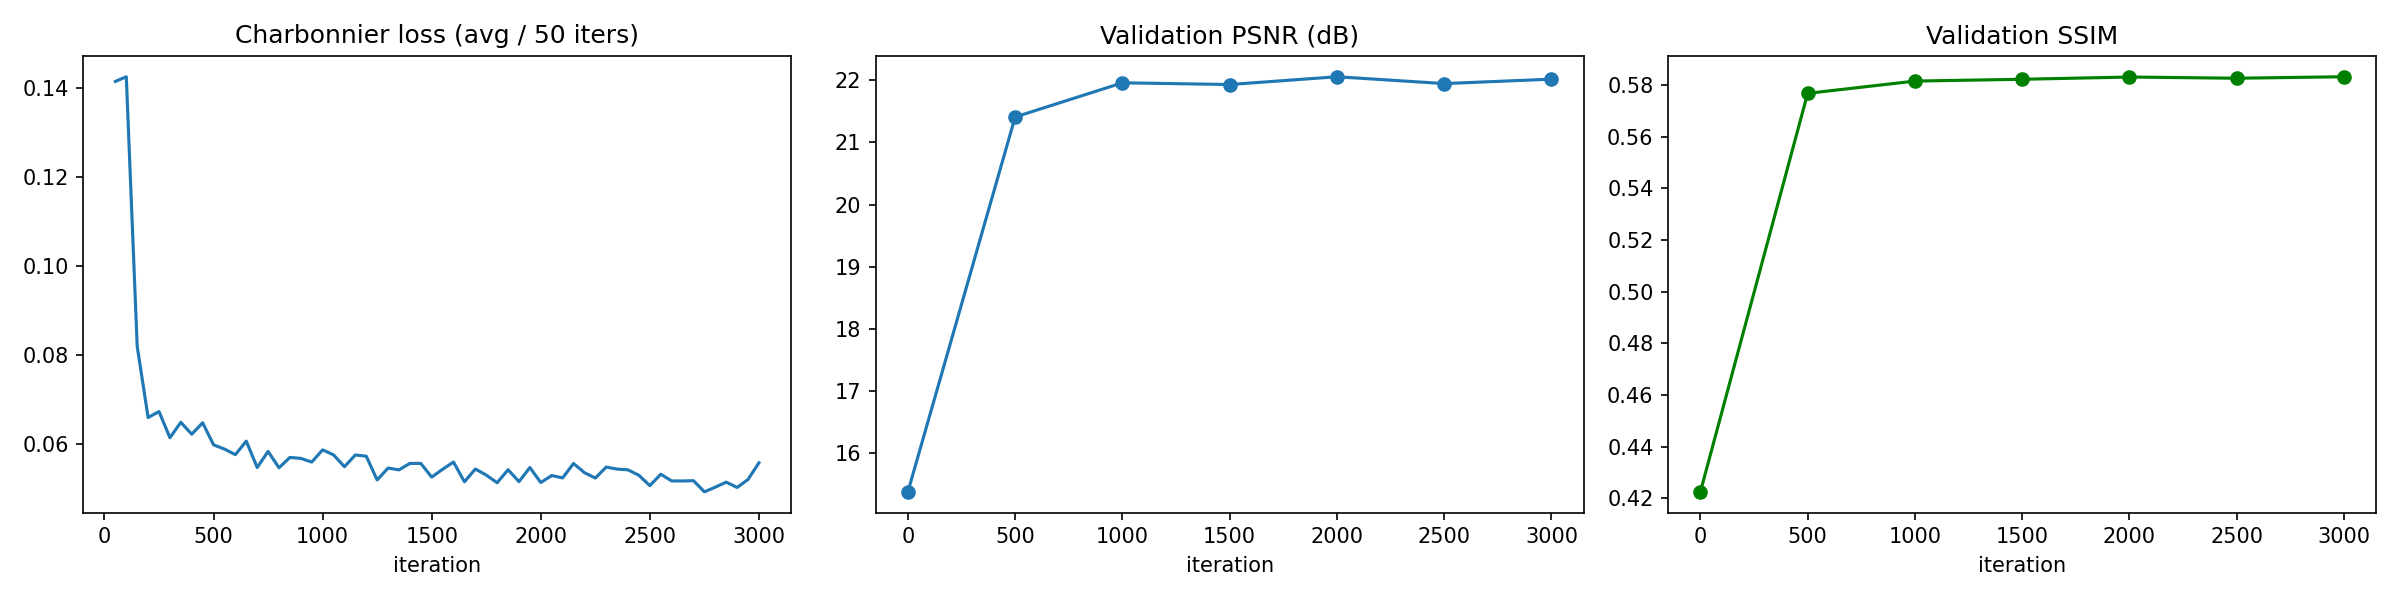 Charbonnier loss (avg / 50 iters)
0.14
0.12
0.10
0.08
0.06
0 500 1000 1500 2000 2500 3000
iteration
Validation PSNR (dB)
22
21
20
19
18
17
16
0 500 1000 1500 2000 2500 3000
iteration
Validation SSIM
0.58
0.56
0.54
0.52
0.50
0.48
0.46
0.44
0.42
0 500 1000 1500 2000 2500 3000
iteration